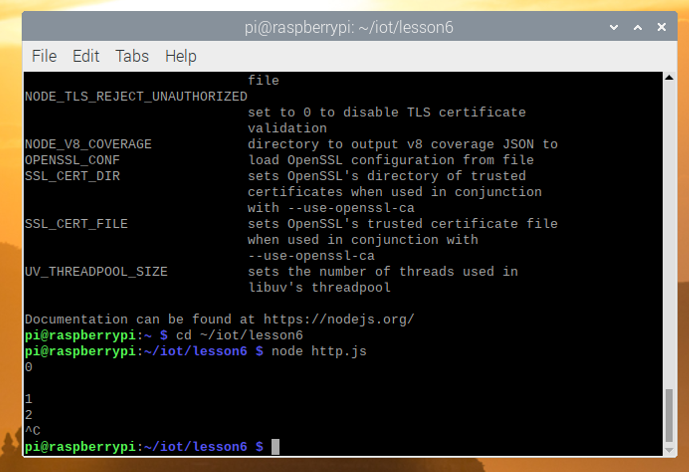 pi@raspberrypi: ~/iot/lesson6
File Edit Tabs Help
file
NODE_TLS_REJECT_UNAUTHORIZED
set to 0 to disable TLS certificate
validation
NODE_V8_COVERAGE directory to output v8 coverage JSON to
OPENSSL_CONF load OpenSSL configuration from file
SSL_CERT_DIR sets OpenSSL's directory of trusted
certificates when used in conjunction
with --use-openssl-ca
SSL_CERT_FILE sets OpenSSL's trusted certificate file
when used in conjunction with
--use-openssl-ca
UV_THREADPOOL_SIZE sets the number of threads used in
libuv's threadpool
Documentation can be found at https://nodejs.org/
pi@raspberrypi:~ $ cd ~/iot/lesson6
pi@raspberrypi:~/iot/lesson6 $ node http.js
0
1
2
^C
pi@raspberrypi:~/iot/lesson6 $